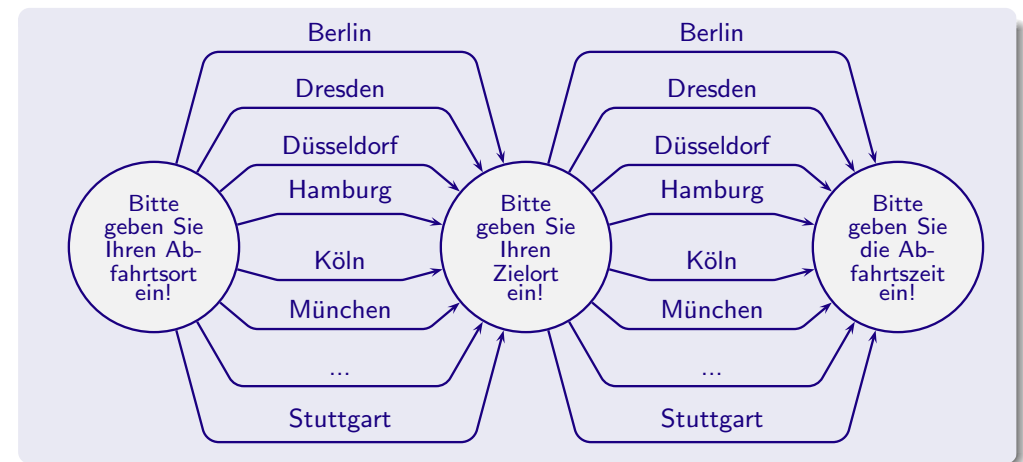 Berlin
Dresden
Düsseldorf
Hamburg
Köln
München
...
Stuttgart
Berlin
Dresden
Düsseldorf
Hamburg
Köln
München
...
Stuttgart
Bitte
geben Sie
Ihren Ab-
fahrtsort
ein!
Bitte
geben Sie
Ihren
Zielort
ein!
Bitte
geben Sie
die Ab-
fahrtszeit
ein!